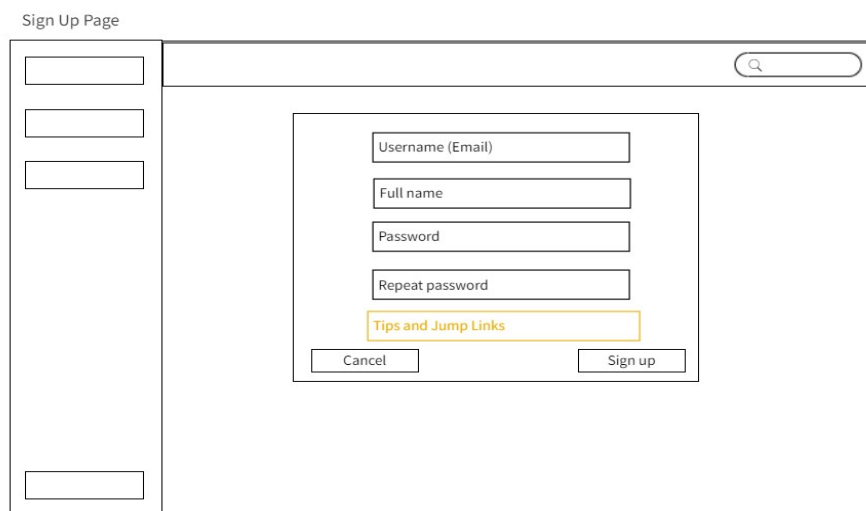 Sign Up Page
Username (Email)
Full name
Password
Repeat password
Tips and Jump Links
Cancel
Sign up